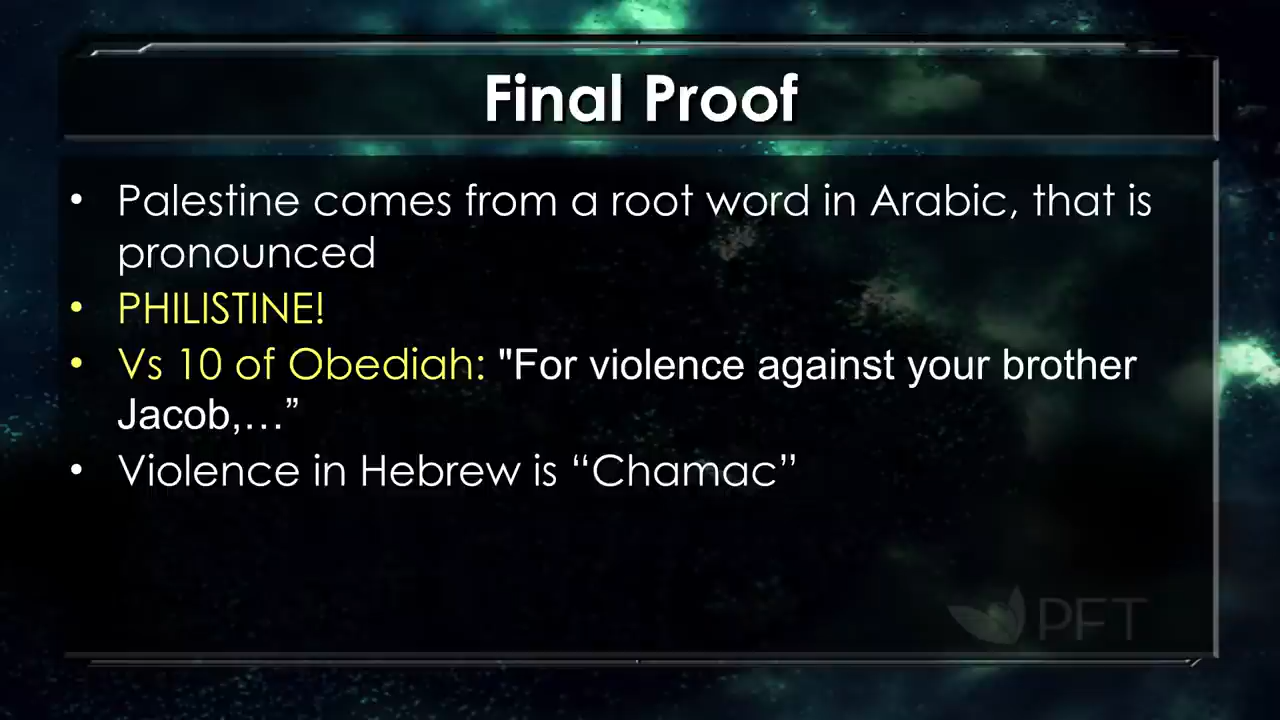 Final Proof
• Palestine comes from a root word in Arabic, that is
pronounced
• PHILISTINE!
• Vs 10 of Obediah: "For violence against your brother
Jacob,…”
• Violence in Hebrew is “Chamac”
PFT